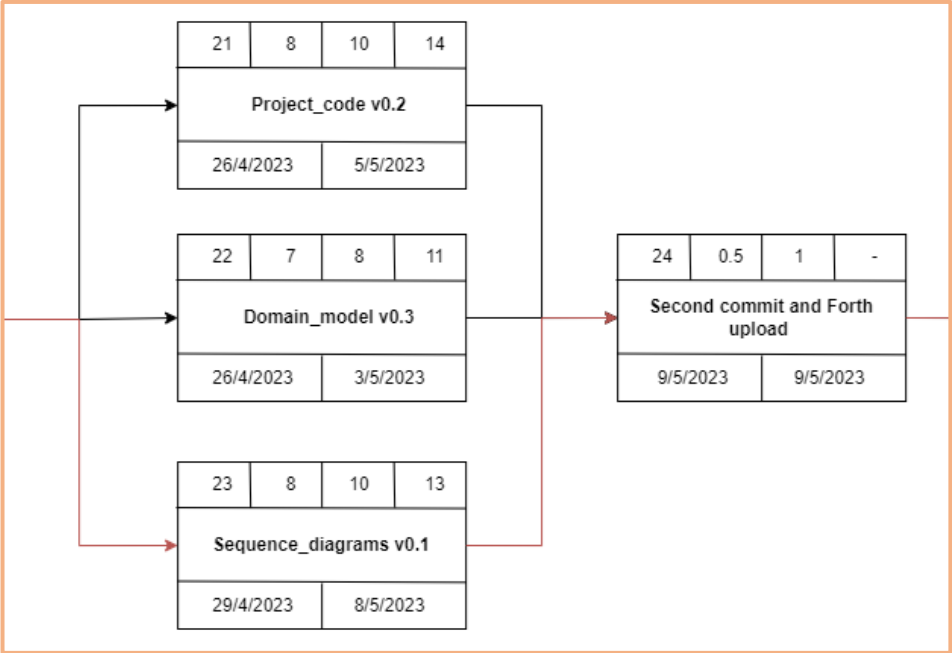 21 8 10 14
Project_code v0.2
26/4/2023 5/5/2023
22 7 8 11
Domain_model v0.3
26/4/2023 3/5/2023
24 0.5 1 -
Second commit and Forth
upload
9/5/2023 9/5/2023
23 8 10 13
Sequence_diagrams v0.1
29/4/2023 8/5/2023